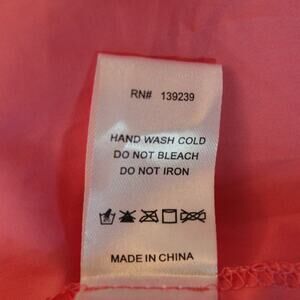 RN# 139239
HAND WASH COLD
DO NOT BLEACH
DO NOT IRON
MADE IN CHINA